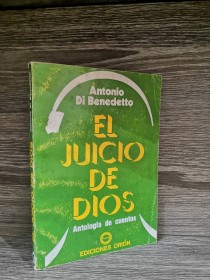 Antonio
Di Benedetto
EL
JUICIO
DE
DIOS
Antología de cuentos
EDICIONES ORIÓN